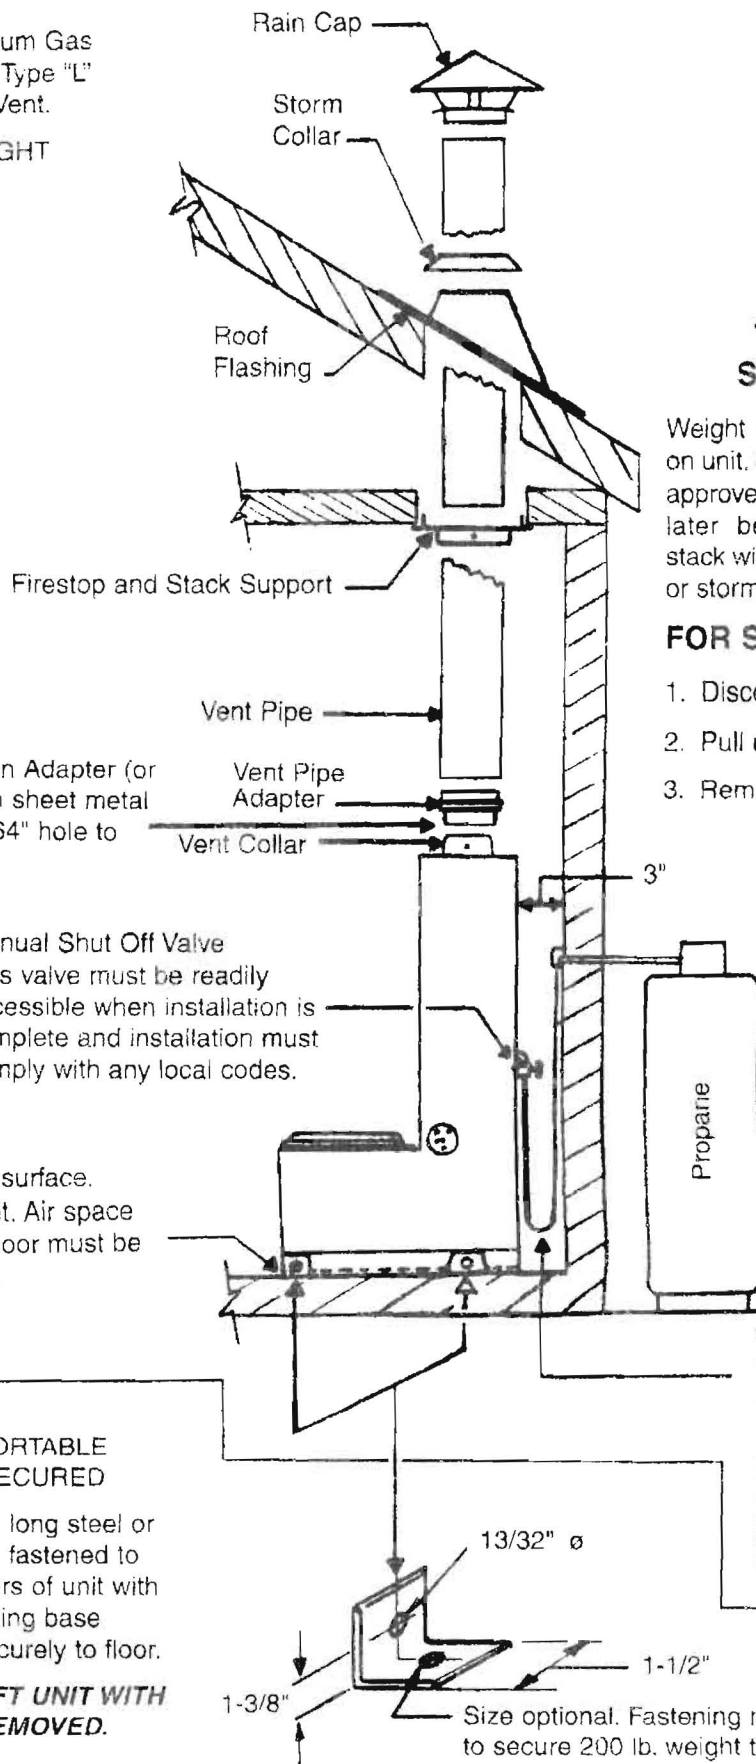 um Gas
Type "L"
Vent.
GHT
Rain Cap
Storm
Collar
Roof
Flashing
S
Weight
on unit.
approve
later be
stack wi
or storm
FOR S
1. Disco
2. Pull u
3. Rem
Firestop and Stack Support
Vent Pipe
n Adapter (or
n sheet metal
64" hole to
Vent Pipe
Adapter
Vent Collar
3"
nual Shut Off Valve
s valve must be readily
cessible when installation is
mplete and installation must
mply with any local codes.
Propane
surface.
t. Air space
oor must be
ORTABLE
ECURED
long steel or
fastened to
rs of unit with
ing base
curely to floor.
FT UNIT WITH
EMOVED.
13/32" ø
1-1/2"
1-3/8"
Size optional. Fastening
to secure 200 lb. weight